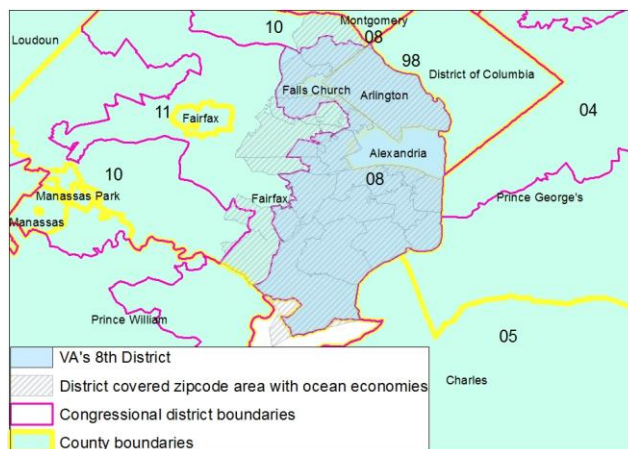 10
Montgomery
08
Loudoun
98
District of Columbia
Falls Church
Arlington
04
11
Fairfax
Alexandria
10
08
Manassas Park
Fairfax
Prince George's
Manassas
Prince William
05
Charles
VA's 8th District
District covered zipcode area with ocean economies
Congressional district boundaries
County boundaries